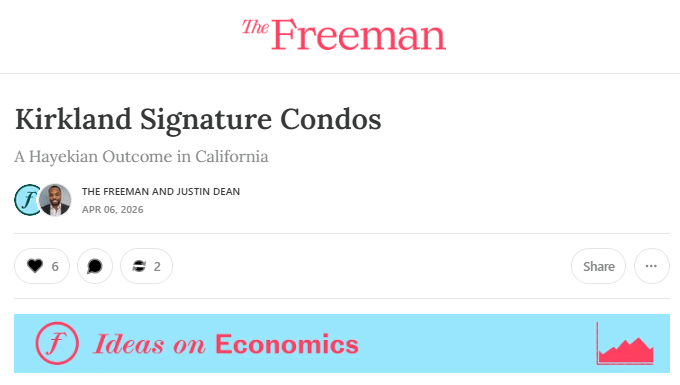 The Freeman
Kirkland Signature Condos
A Hayekian Outcome in California
THE FREEMAN AND JUSTIN DEAN
APR 06, 2026
6
2
Share
f Ideas on Economics